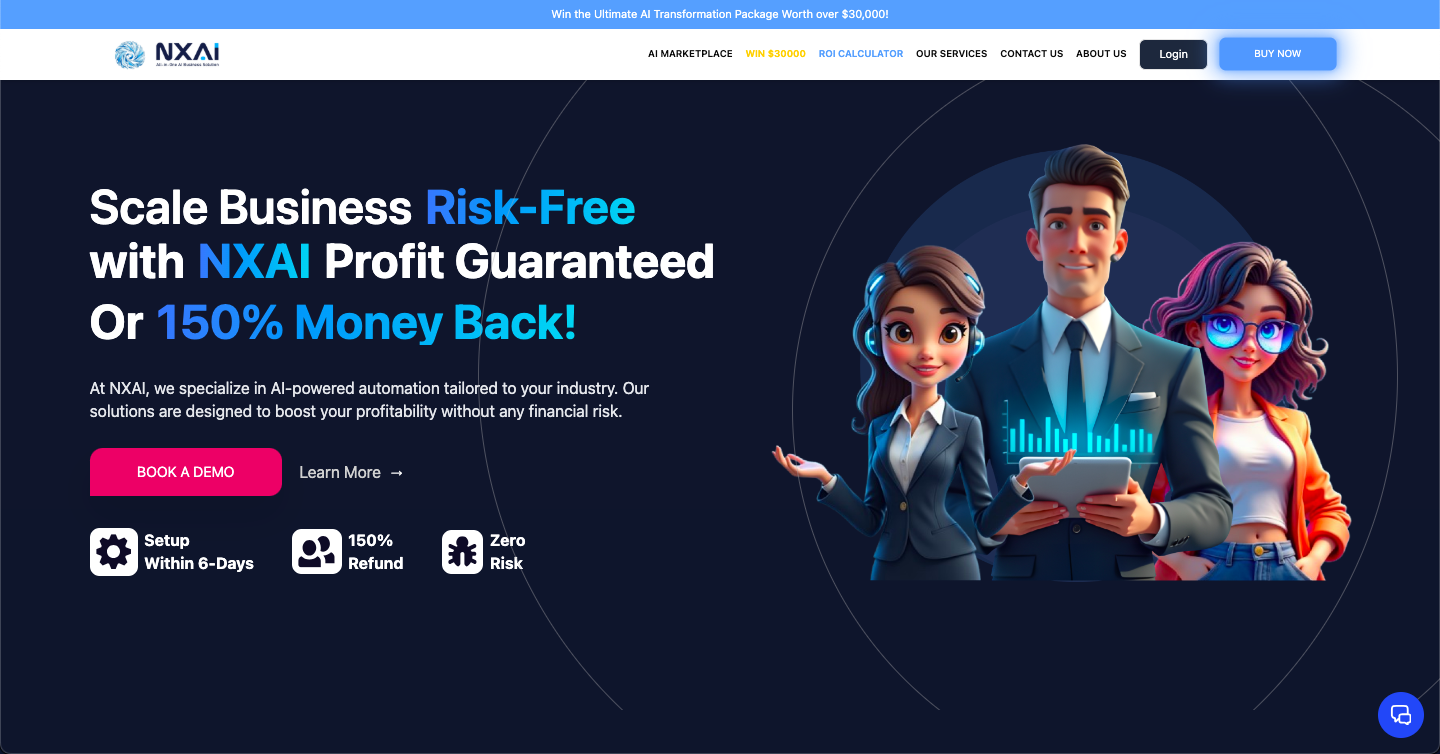 Win the Ultimate AI Transformation Package Worth over $30,000!
NXAi
All-in-One AI Business Solution
AI MARKETPLACE
WIN $30000
ROI CALCULATOR
OUR SERVICES
CONTACT US
ABOUT US
Login
BUY NOW
Scale Business Risk-Free
with NXAI Profit Guaranteed
Or 150% Money Back!
At NXAI, we specialize in AI-powered automation tailored to your industry. Our
solutions are designed to boost your profitability without any financial risk.
BOOK A DEMO
Learn More →
Setup
Within 6-Days
150%
Refund
Zero
Risk